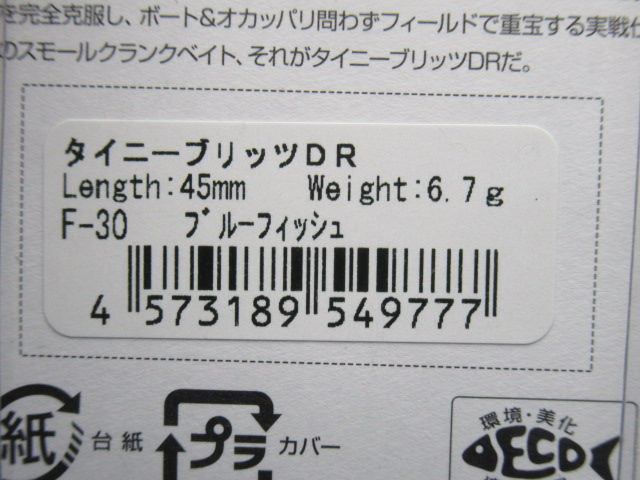 を完全克服し、ボート&オカッパリ問わずフィールドで重宝する実戦仕
のスモールクランクベイト、それがタイニーブリッツDRだ。
タイニーブリッツDR
Length:45mm Weight:6.7g
F-30 ブルーフィッシュ
4 573189 549777
紙 台紙 プラ カバー
環境・美化
ECO